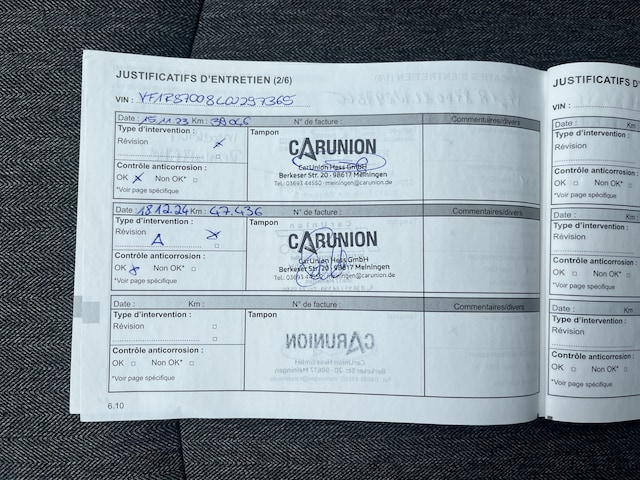 JUSTIFICATIFS D'ENTRETIEN (2/6)
VIN :
Date : 15.11.23 Km : N° de facture : Commentaires/divers
Type d'intervention :
Révision x
Tampon
CARUNION
CarUnion Hess GmbH
Berkeser Str. 20 · 98617 Meiningen
Tel.: 03693 44550 · meiningen@carunion.de
Contrôle anticorrosion :
OK x Non OK*
*Voir page spécifique
Date : 18.12.24 Km : 47.436 N° de facture : Commentaires/divers
Type d'intervention :
Révision x
A
Tampon
CARUNION
CarUnion Hess GmbH
Berkeser Str. 20 · 98617 Meiningen
meiningen@carunion.de
Contrôle anticorrosion :
OK x Non OK*
*Voir page spécifique
Date : Km : N° de facture : Commentaires/divers
Type d'intervention :
Révision
Tampon
Contrôle anticorrosion :
OK Non OK*
*Voir page spécifique
6.10
JUSTIFICATIFS D
VIN :
Date : Km :
Type d'intervention :
Révision
Contrôle anticorrosion :
OK Non OK*
*Voir page spécifique
Date : Km :
Type d'intervention :
Révision
Contrôle anticorrosion :
OK Non OK*
*Voir page spécifique
Date : Km :
Type d'intervention :
Révision
Contrôle anticorrosion :
OK Non OK*
*Voir page spécifique